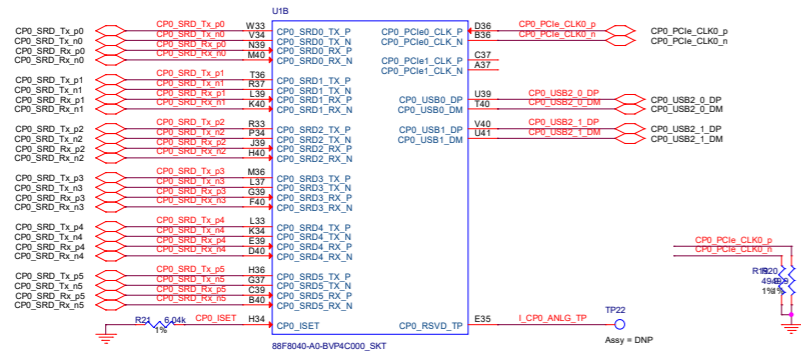 U1B
CP0_SRD_Tx_p0 CP0_SRD_Tx_p0 W33 CP0_SRD0_TX_P CP0_PCIe0_CLK_P D36 CP0_PCIe_CLK0_p CP0_PCIe_CLK0_p
CP0_SRD_Tx_n0 CP0_SRD_Tx_n0 V34 CP0_SRD0_TX_N CP0_PCIe0_CLK_N B36 CP0_PCIe_CLK0_n CP0_PCIe_CLK0_n
CP0_SRD_Rx_p0 CP0_SRD_Rx_p0 N39 CP0_SRD0_RX_P
CP0_SRD_Rx_n0 CP0_SRD_Rx_n0 M40 CP0_SRD0_RX_N CP0_PCIe1_CLK_P C37
CP0_PCIe1_CLK_N A37
CP0_SRD_Tx_p1 CP0_SRD_Tx_p1 T36 CP0_SRD1_TX_P
CP0_SRD_Tx_n1 CP0_SRD_Tx_n1 R37 CP0_SRD1_TX_N
CP0_SRD_Rx_p1 CP0_SRD_Rx_p1 L39 CP0_SRD1_RX_P CP0_USB0_DP U39 CP0_USB2_0_DP CP0_USB2_0_DP
CP0_SRD_Rx_n1 CP0_SRD_Rx_n1 K40 CP0_SRD1_RX_N CP0_USB0_DM T40 CP0_USB2_0_DM CP0_USB2_0_DM
CP0_SRD_Tx_p2 CP0_SRD_Tx_p2 R33 CP0_SRD2_TX_P CP0_USB1_DP V40 CP0_USB2_1_DP CP0_USB2_1_DP
CP0_SRD_Tx_n2 CP0_SRD_Tx_n2 P34 CP0_SRD2_TX_N CP0_USB1_DM U41 CP0_USB2_1_DM CP0_USB2_1_DM
CP0_SRD_Rx_p2 CP0_SRD_Rx_p2 J39 CP0_SRD2_RX_P
CP0_SRD_Rx_n2 CP0_SRD_Rx_n2 H40 CP0_SRD2_RX_N
CP0_SRD_Tx_p3 CP0_SRD_Tx_p3 M36 CP0_SRD3_TX_P
CP0_SRD_Tx_n3 CP0_SRD_Tx_n3 L37 CP0_SRD3_TX_N
CP0_SRD_Rx_p3 CP0_SRD_Rx_p3 G39 CP0_SRD3_RX_P
CP0_SRD_Rx_n3 CP0_SRD_Rx_n3 F40 CP0_SRD3_RX_N
CP0_SRD_Tx_p4 CP0_SRD_Tx_p4 L33 CP0_SRD4_TX_P
CP0_SRD_Tx_n4 CP0_SRD_Tx_n4 K34 CP0_SRD4_TX_N
CP0_SRD_Rx_p4 CP0_SRD_Rx_p4 E39 CP0_SRD4_RX_P CP0_PCIe_CLK0_p
CP0_SRD_Rx_n4 CP0_SRD_Rx_n4 D40 CP0_SRD4_RX_N CP0_PCIe_CLK0_n
CP0_SRD_Tx_p5 CP0_SRD_Tx_p5 H36 CP0_SRD5_TX_P
CP0_SRD_Tx_n5 CP0_SRD_Tx_n5 G37 CP0_SRD5_TX_N
CP0_SRD_Rx_p5 CP0_SRD_Rx_p5 C39 CP0_SRD5_RX_P
CP0_SRD_Rx_n5 CP0_SRD_Rx_n5 B40 CP0_SRD5_RX_N
R21 6.04k 1% CP0_ISET H34 CP0_ISET CP0_RSVD_TP E35 I_CP0_ANLG_TP TP22
Assy = DNP
88F8040-A0-BVP4C000_SKT